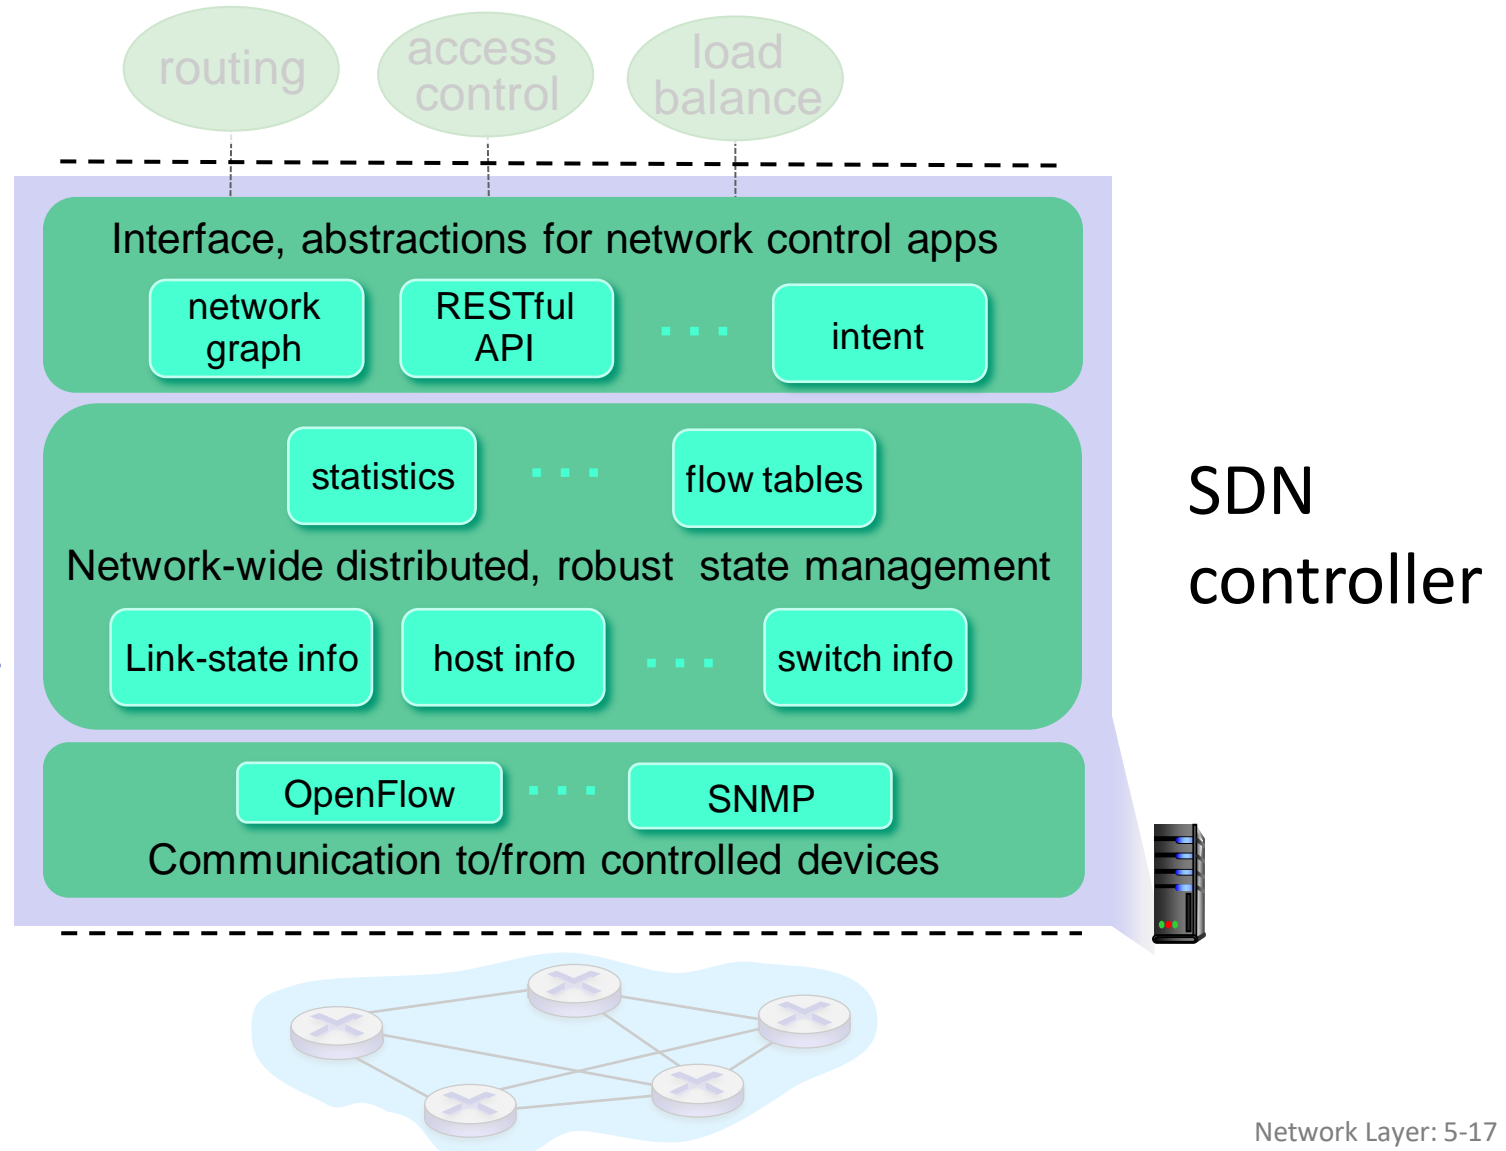 routing
access
control
load
balance
Interface, abstractions for network control apps
network
graph
RESTful
API
. . .
intent
statistics
. . .
flow tables
Network-wide distributed, robust  state management
Link-state info
host info
. . .
switch info
OpenFlow
. . .
SNMP
Communication to/from controlled devices
SDN
controller
Network Layer: 5-17